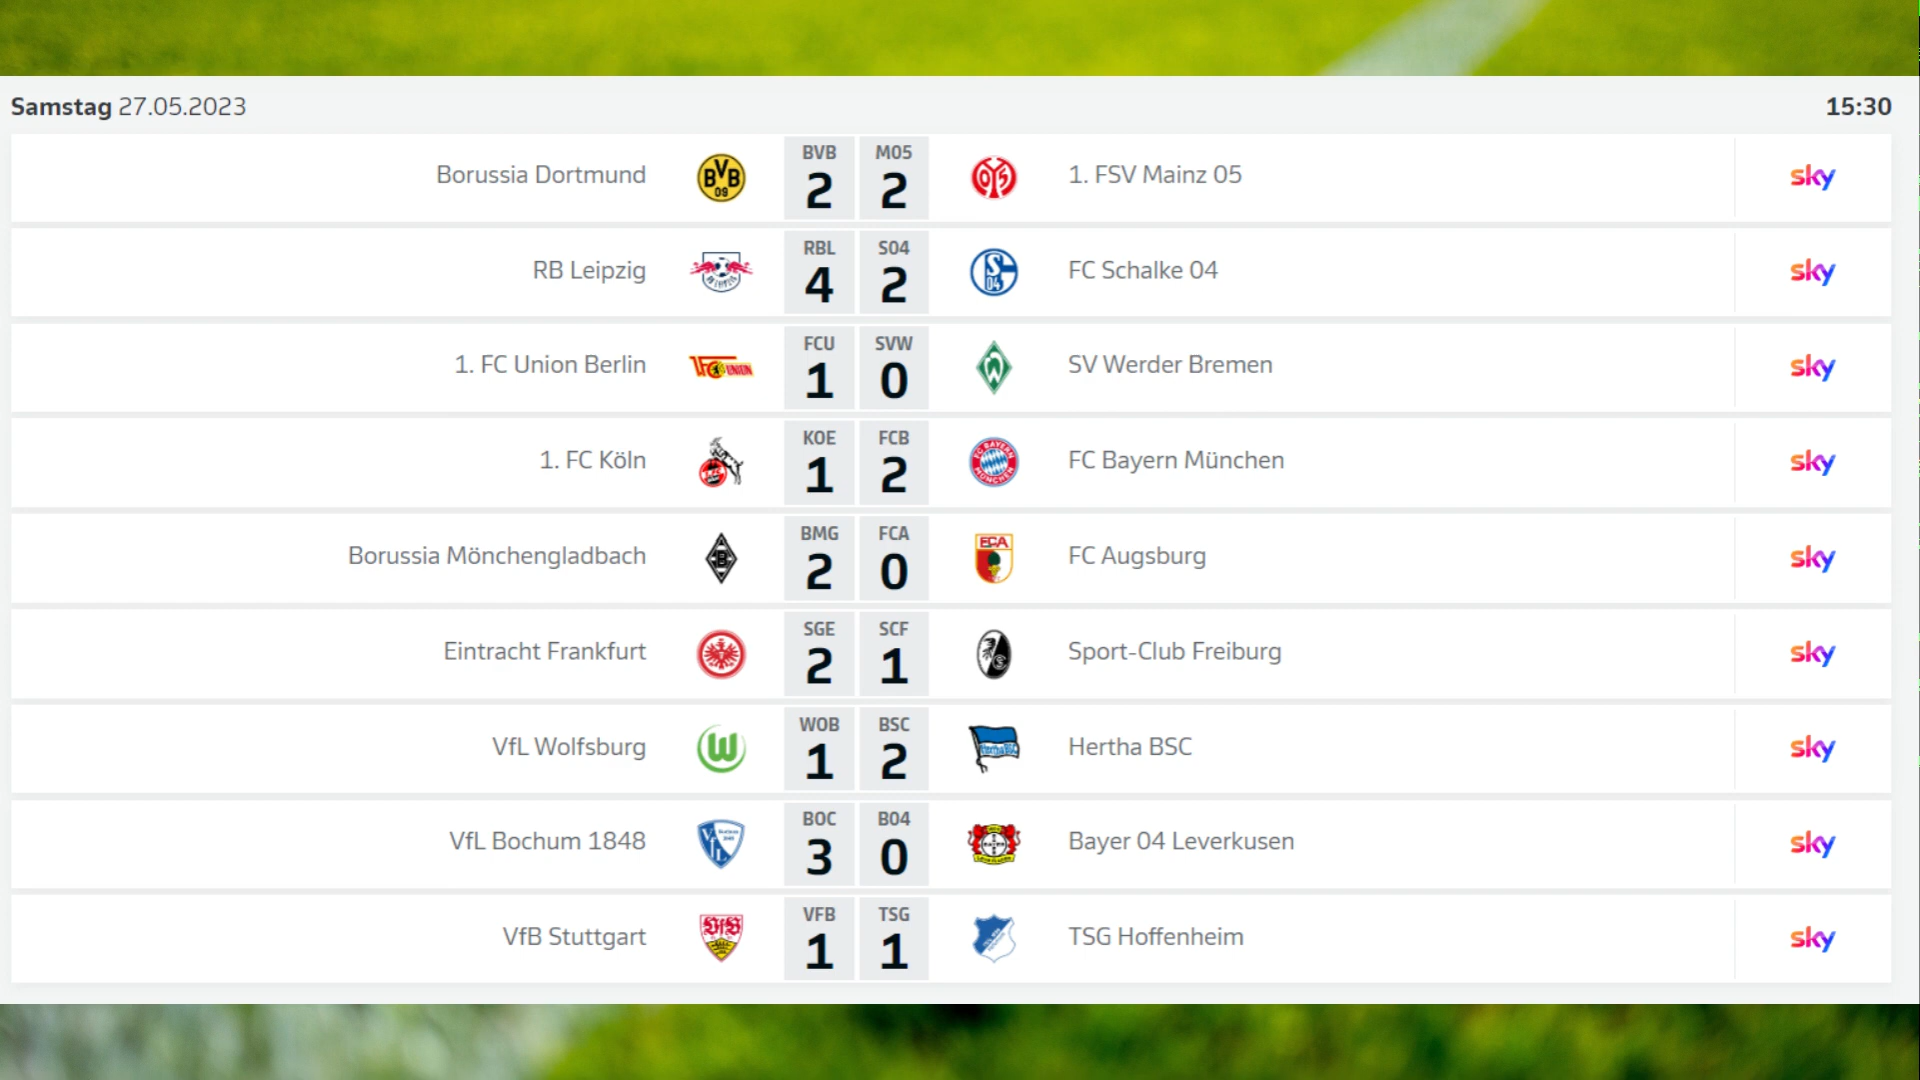 Samstag 27.05.2023 15:30
Borussia Dortmund BVB 09 BVB 2 M05 2 1. FSV Mainz 05 sky
RB Leipzig RBL 4 S04 2 FC Schalke 04 sky
1. FC Union Berlin FCU 1 SVW 0 SV Werder Bremen sky
1. FC Köln KOE 1 FCB 2 FC Bayern München sky
Borussia Mönchengladbach BMG 2 FCA 0 FCA FC Augsburg sky
Eintracht Frankfurt SGE 2 SCF 1 Sport-Club Freiburg sky
VfL Wolfsburg WOB 1 BSC 2 Hertha BSC sky
VfL Bochum 1848 BOC 3 B04 0 Bayer 04 Leverkusen sky
VfB Stuttgart VFB 1 TSG 1 TSG Hoffenheim sky